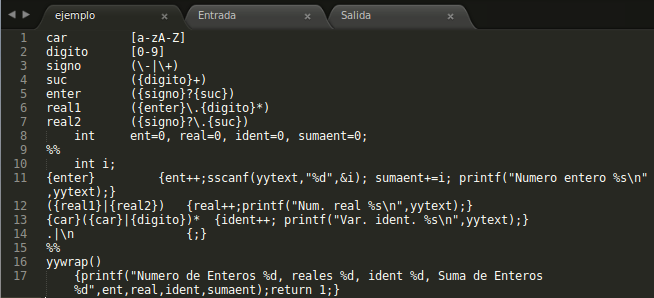 ejemplo × Entrada × Salida ×
1 car [a-zA-Z]
2 digito [0-9]
3 signo (\-|\+)
4 suc ({digito}+)
5 enter ({signo}?{suc})
6 real1 ({enter}\.{digito}*)
7 real2 ({signo}?\.{suc})
8 int ent=0, real=0, ident=0, sumaent=0;
9 %%
10 int i;
11 {enter} {ent++;sscanf(yytext,"%d",&i); sumaent+=i; printf("Numero entero %s\n"
,yytext);}
12 ({real1}|{real2}) {real++;printf("Num. real %s\n",yytext);}
13 {car}({car}|{digito})* {ident++; printf("Var. ident. %s\n",yytext);}
14 .|\n {;}
15 %%
16 yywrap()
17 {printf("Numero de Enteros %d, reales %d, ident %d, Suma de Enteros
%d",ent,real,ident,sumaent);return 1;}